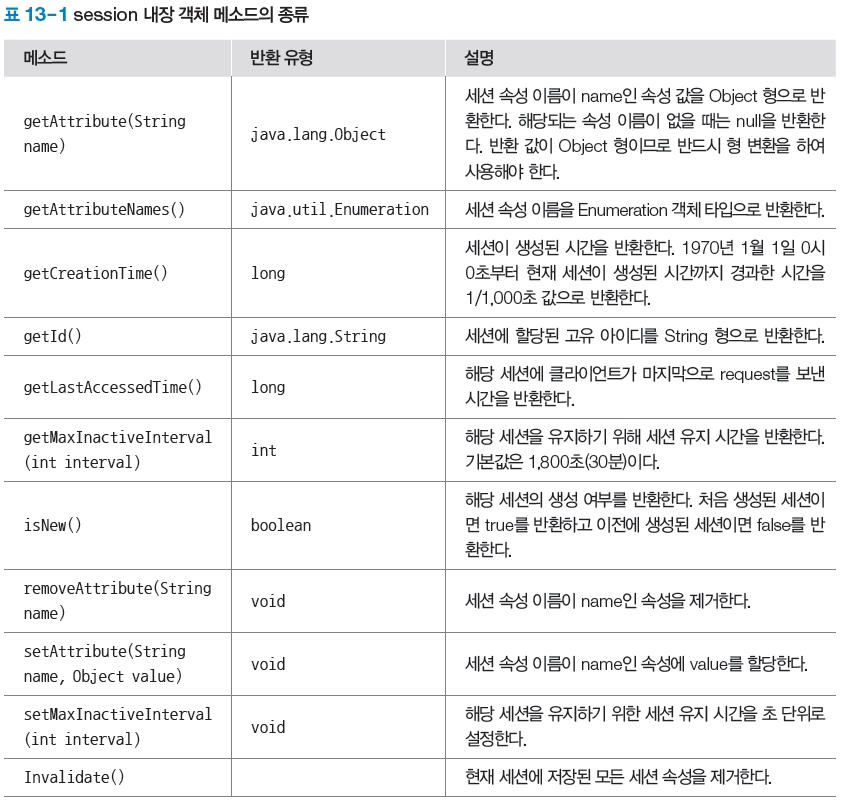 표 13-1 session 내장 객체 메소드의 종류
메소드 반환 유형 설명
getAttribute(String
name)
java.lang.Object
세션 속성 이름이 name인 속성 값을 Object 형으로 반
환한다. 해당되는 속성 이름이 없을 때는 null을 반환한
다. 반환 값이 Object 형이므로 반드시 형 변환을 하여
사용해야 한다.
getAttributeNames() java.util.Enumeration 세션 속성 이름을 Enumeration 객체 타입으로 반환한다.
getCreationTime()
long
세션이 생성된 시간을 반환한다. 1970년 1월 1일 0시
0초부터 현재 세션이 생성된 시간까지 경과한 시간을
1/1,000초 값으로 반환한다.
getId() java.lang.String 세션에 할당된 고유 아이디를 String 형으로 반환한다.
getLastAccessedTime()
long
해당 세션에 클라이언트가 마지막으로 request를 보낸
시간을 반환한다.
getMaxInactiveInterval
(int interval)
int
해당 세션을 유지하기 위해 세션 유지 시간을 반환한다.
기본값은 1,800초(30분)이다.
isNew()
boolean
해당 세션의 생성 여부를 반환한다. 처음 생성된 세션이
면 true를 반환하고 이전에 생성된 세션이면 false를 반
환한다.
removeAttribute(String
name)
void
세션 속성 이름이 name인 속성을 제거한다.
setAttribute(String
name, Object value)
void
세션 속성 이름이 name인 속성에 value를 할당한다.
setMaxInactiveInterval
(int interval)
void
해당 세션을 유지하기 위한 세션 유지 시간을 초 단위로
설정한다.
Invalidate() 현재 세션에 저장된 모든 세션 속성을 제거한다.